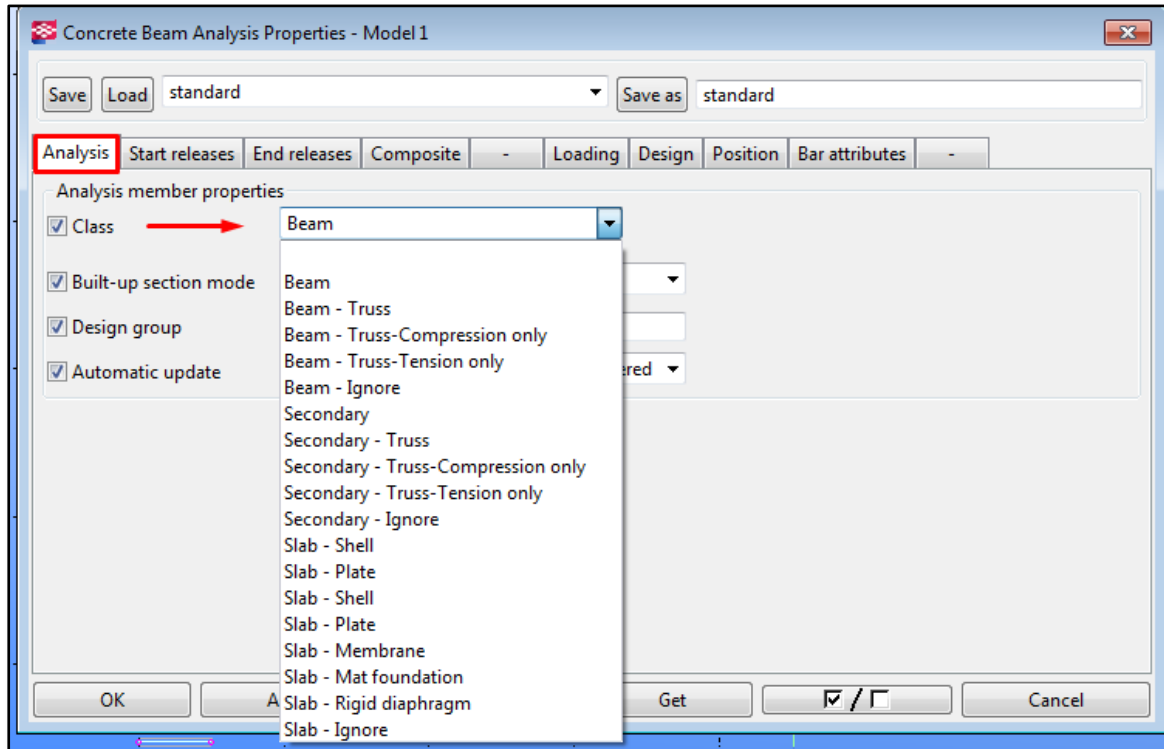 Concrete Beam Analysis Properties - Model 1
Save Load standard Save as standard
Analysis Start releases End releases Composite - Loading Design Position Bar attributes -
Analysis member properties
Class Beam
Built-up section mode
Design group
Automatic update
Beam
Beam - Truss
Beam - Truss-Compression only
Beam - Truss-Tension only
Beam - Ignore
Secondary
Secondary - Truss
Secondary - Truss-Compression only
Secondary - Truss-Tension only
Secondary - Ignore
Slab - Shell
Slab - Plate
Slab - Shell
Slab - Plate
Slab - Membrane
Slab - Mat foundation
Slab - Rigid diaphragm
Slab - Ignore
OK Get / Cancel